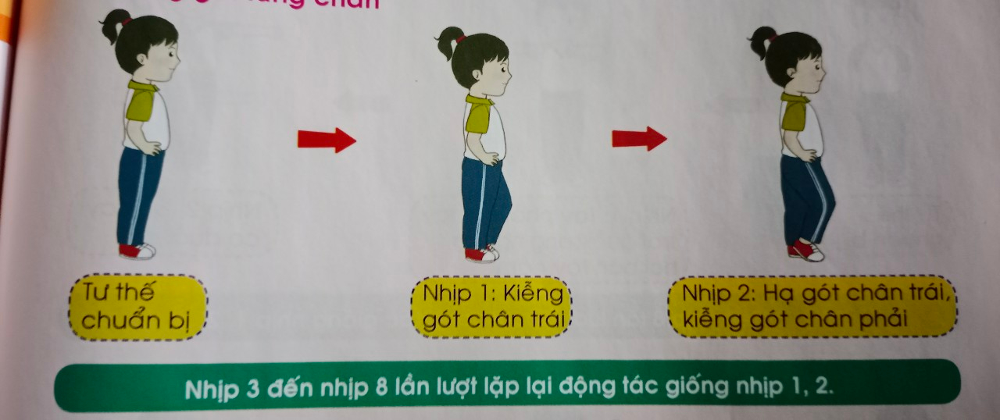 chân
Tư thế
chuẩn bị
Nhịp 1: Kiễng
gót chân trái
Nhịp 2: Hạ gót chân trái,
kiễng gót chân phải
Nhịp 3 đến nhịp 8 lần lượt lặp lại động tác giống nhịp 1, 2.